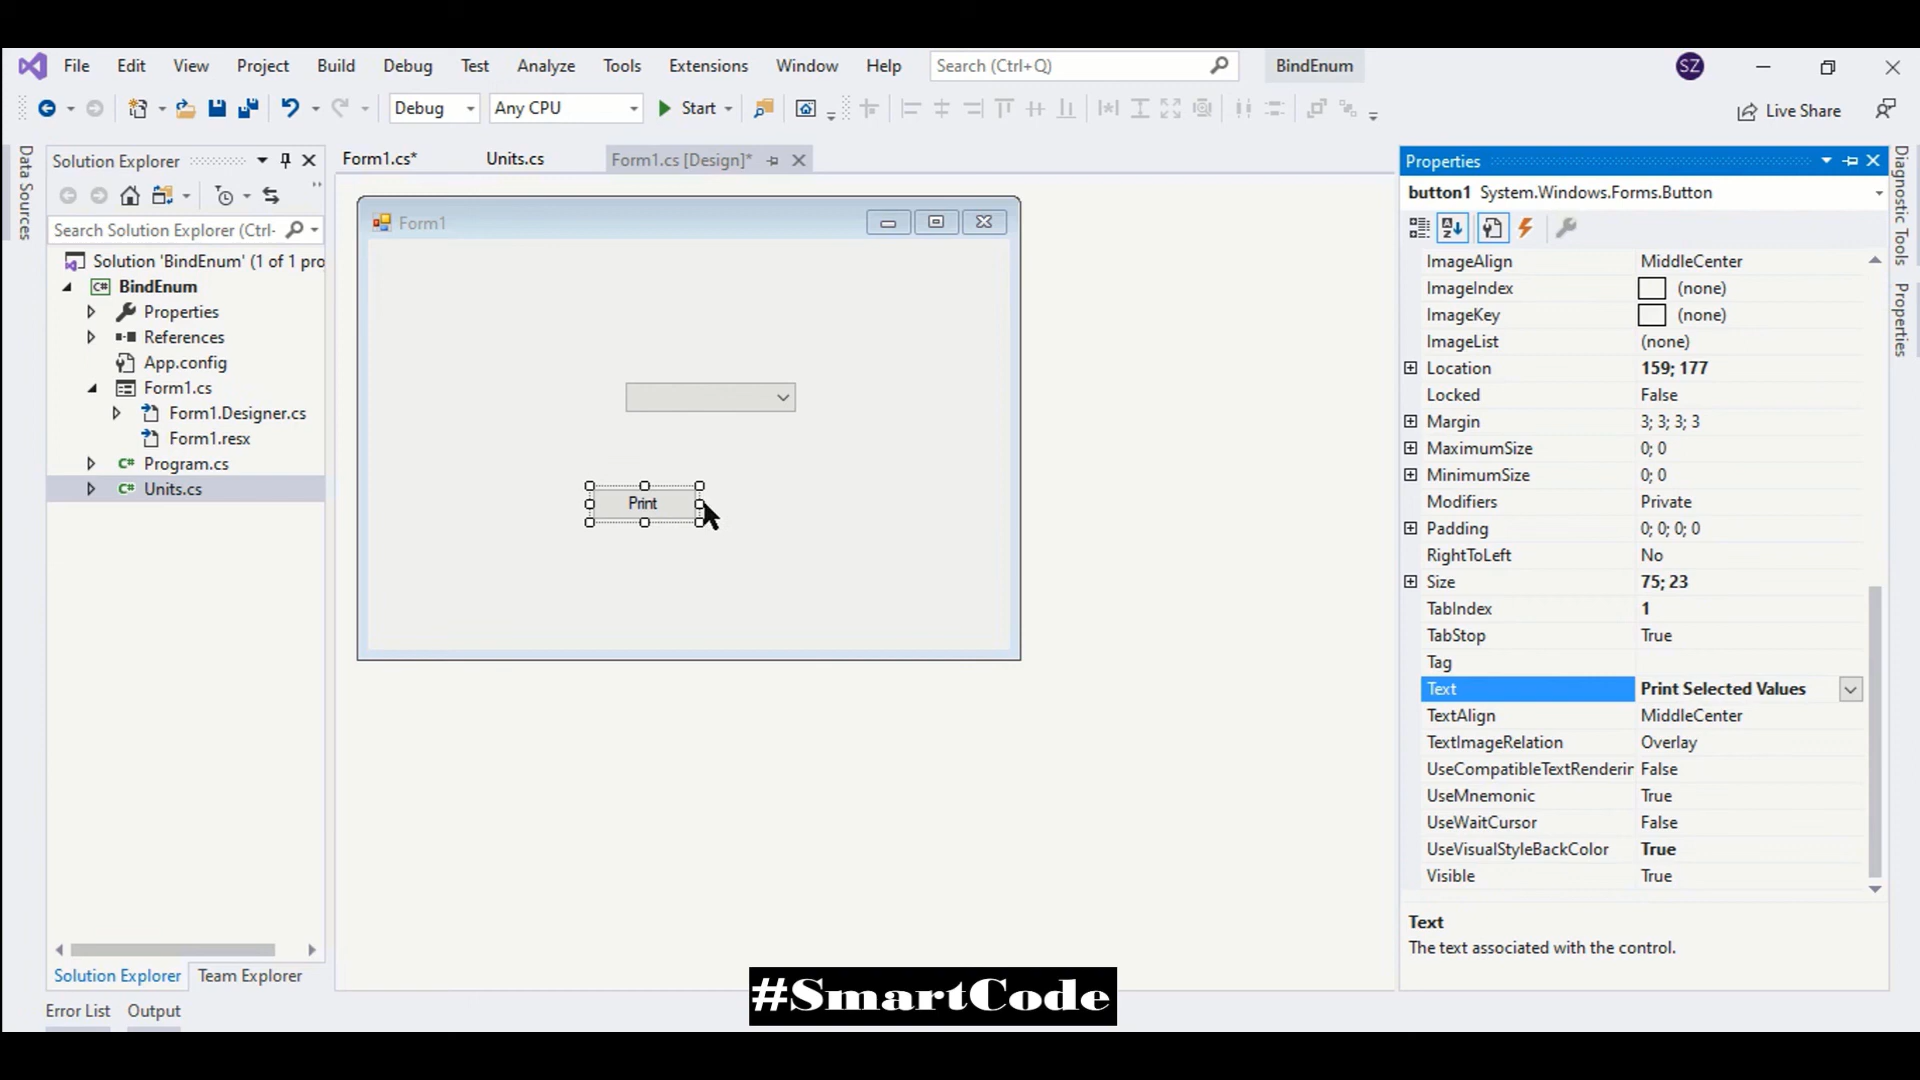 File Edit View Project Build Debug Test Analyze Tools Extensions Window Help Search (Ctrl+Q) BindEnum SZ
Debug Any CPU Start Live Share
Data Sources
Solution Explorer
Search Solution Explorer (Ctrl-
Solution 'BindEnum' (1 of 1 pro
BindEnum
Properties
References
App.config
Form1.cs
Form1.Designer.cs
Form1.resx
C# Program.cs
C# Units.cs
Solution Explorer Team Explorer
Error List Output
Form1.cs* Units.cs Form1.cs [Design]*
Form1
Print
Properties
button1 System.Windows.Forms.Button
ImageAlign MiddleCenter
ImageIndex (none)
ImageKey (none)
ImageList (none)
Location 159; 177
Locked False
Margin 3; 3; 3; 3
MaximumSize 0; 0
MinimumSize 0; 0
Modifiers Private
Padding 0; 0; 0; 0
RightToLeft No
Size 75; 23
TabIndex 1
TabStop True
Tag
Text Print Selected Values
TextAlign MiddleCenter
TextImageRelation Overlay
UseCompatibleTextRenderin False
UseMnemonic True
UseWaitCursor False
UseVisualStyleBackColor True
Visible True
Text
The text associated with the control.
Diagnostic Tools
Properties
#SmartCode